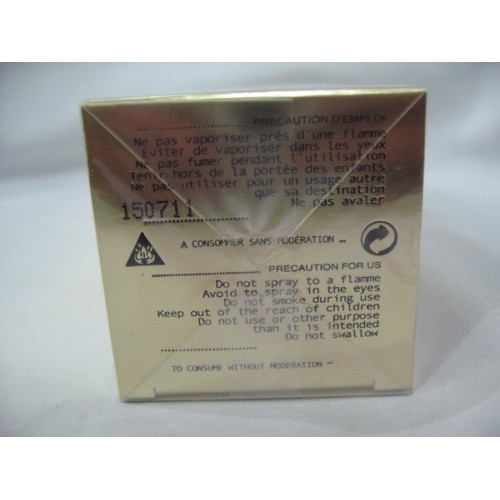 PRECAUTION D'EMPLOI
Ne pas vaporiser près d'une flamme
Eviter de vaporiser dans les yeux
Ne pas fumer pendant l'utilisation
Tenir hors de la portée des enfants
Ne pas utiliser pour un usage autre
que sa destination
Ne pas avaler
150711
A CONSOMMER SANS MODÉRATION
PRECAUTION FOR US
Do not spray to a flamme
Avoid to spray in the eyes
Do not smoke during use
Keep out of the reach of children
Do not use or other purpose
than it is intended
Do not swallow
TO CONSUME WITHOUT MODERATION